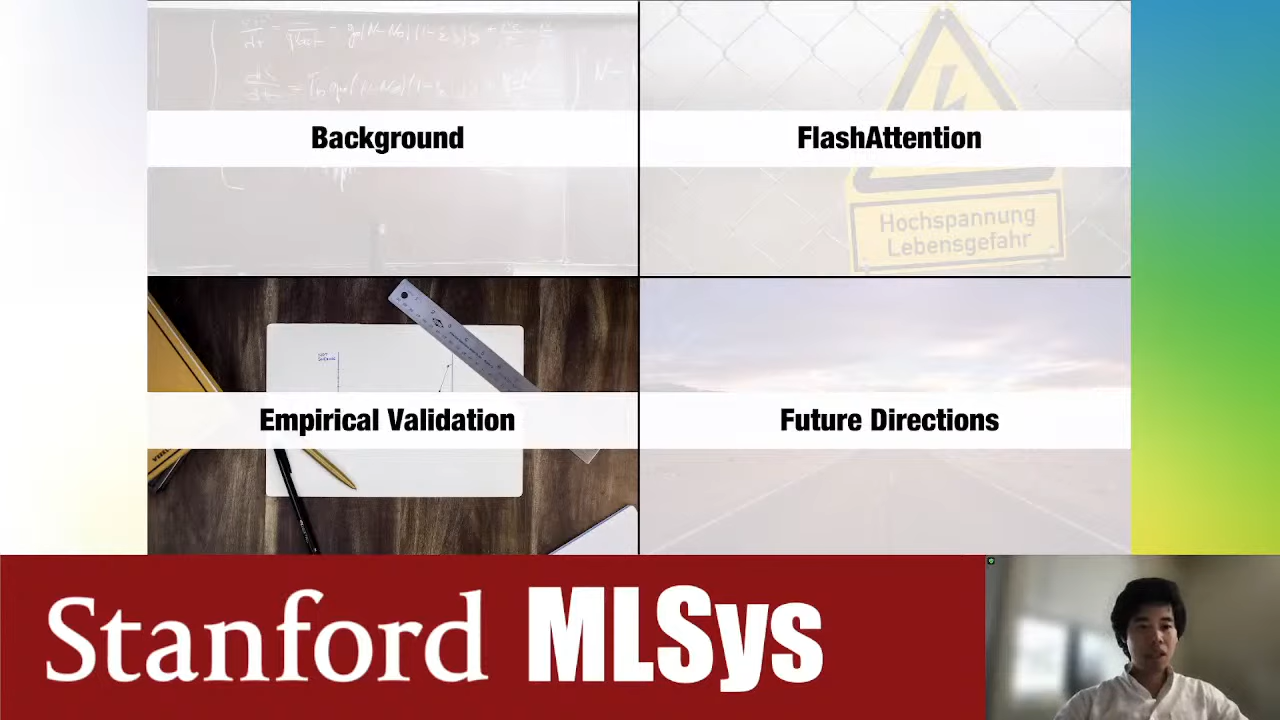 Background
FlashAttention
Hochspannung
Lebensgefahr
Empirical Validation
Future Directions
Stanford MLSys